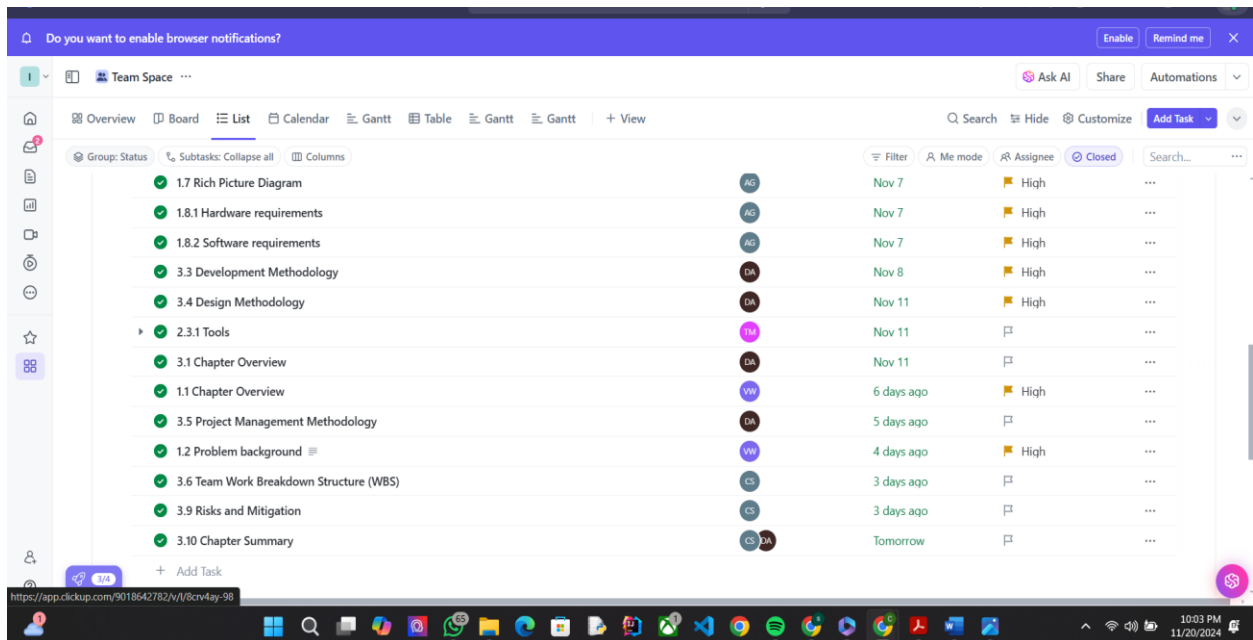 Do you want to enable browser notifications? Enable Remind me
I Team Space Ask AI Share Automations
Overview Board List Calendar Gantt Table Gantt Gantt + View Search Hide Customize Add Task
2
Group: Status Subtasks: Collapse all Columns Filter Me mode Assignee Closed Search...
1.7 Rich Picture Diagram AG Nov 7 High
1.8.1 Hardware requirements AG Nov 7 High
1.8.2 Software requirements AG Nov 7 High
3.3 Development Methodology DA Nov 8 High
3.4 Design Methodology DA Nov 11 High
2.3.1 Tools TM Nov 11
3.1 Chapter Overview DA Nov 11
1.1 Chapter Overview VW 6 days ago High
3.5 Project Management Methodology DA 5 days ago
1.2 Problem background VW 4 days ago High
3.6 Team Work Breakdown Structure (WBS) CS 3 days ago
3.9 Risks and Mitigation CS 3 days ago
3.10 Chapter Summary CS DA Tomorrow
+ Add Task
3/4
https://app.clickup.com/9018642782/v/l/8crv4ay-98
1 65 1 10:03 PM
11/20/2024